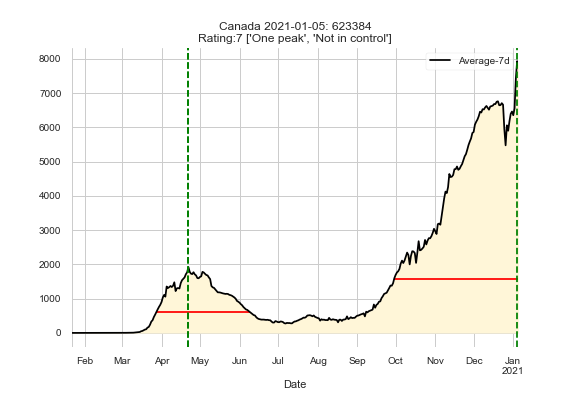 Canada 2021-01-05: 623384
Rating:7 ['One peak', 'Not in control']
Average-7d
8000
7000
6000
5000
4000
3000
2000
1000
0
Feb Mar Apr May Jun Jul Aug Sep Oct Nov Dec Jan
2021
Date